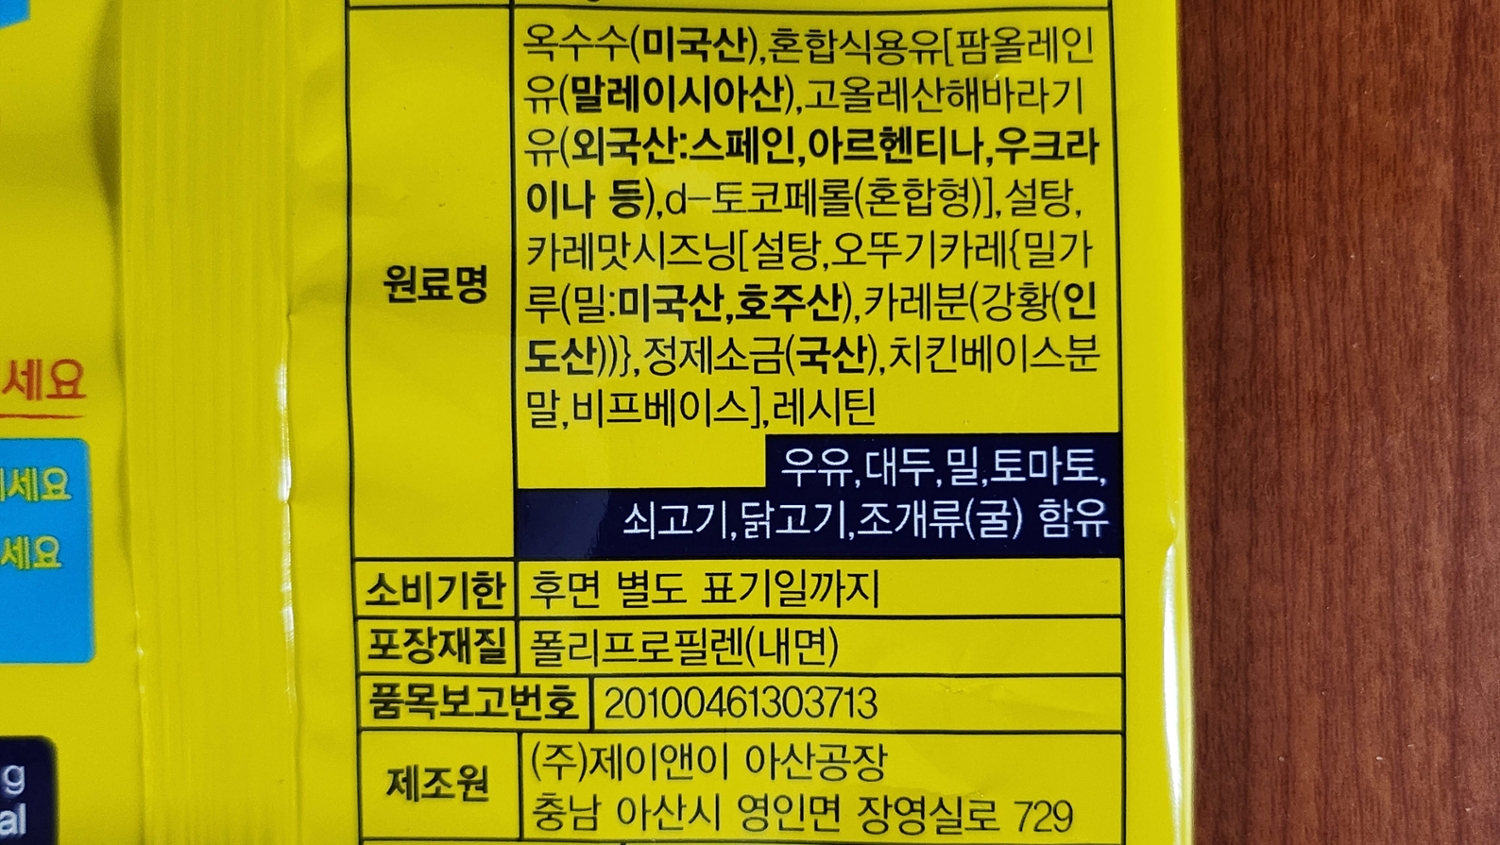 옥수수(미국산),혼합식용유[팜올레인
유(말레이시아산),고올레산해바라기
유(외국산:스페인,아르헨티나,우크라
이나 등),d-토코페롤(혼합형)],설탕,
카레맛시즈닝[설탕,오뚜기카레{밀가
원료명
루(밀:미국산,호주산),카레분(강황(인
도산))},정제소금(국산),치킨베이스분
말,비프베이스],레시틴
우유,대두,밀,토마토,
쇠고기,닭고기,조개류(굴) 함유
소비기한 후면 별도 표기일까지
포장재질 폴리프로필렌(내면)
품목보고번호 20100461303713
제조원
(주)제이앤이 아산공장
충남 아산시 영인면 장영실로 729
세요
세요
세요
g
al